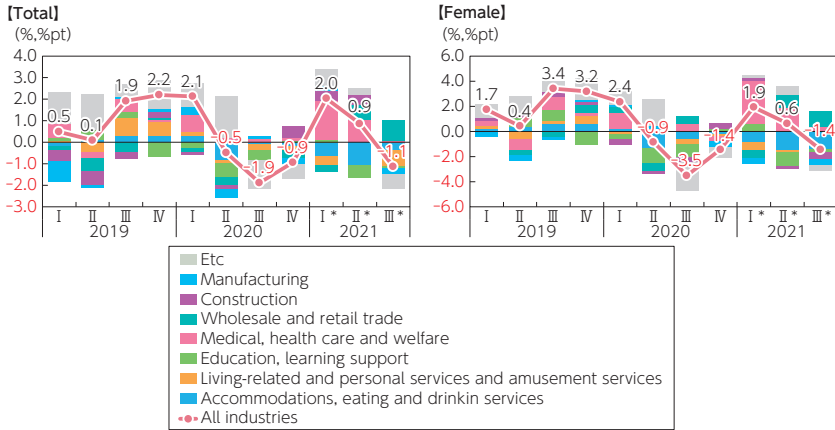 【Total】
(%,%pt)
4.0
3.0
2.0
1.0
0.0
-1.0
-2.0
-3.0
0.5
0.1
1.9
2.2
2.1
-0.5
-1.9
-0.9
2.0
0.9
-1.1
Ⅰ Ⅱ Ⅲ Ⅳ Ⅰ Ⅱ Ⅲ Ⅳ Ⅰ* Ⅱ* Ⅲ*
2019 2020 2021
【Female】
(%,%pt)
6.0
4.0
2.0
0.0
-2.0
-4.0
-6.0
1.7
0.4
3.4
3.2
2.4
-0.9
-3.5
-1.4
1.9
0.6
-1.4
Ⅰ Ⅱ Ⅲ Ⅳ Ⅰ Ⅱ Ⅲ Ⅳ Ⅰ* Ⅱ* Ⅲ*
2019 2020 2021
Etc
Manufacturing
Construction
Wholesale and retail trade
Medical, health care and welfare
Education, learning support
Living-related and personal services and amusement services
Accommodations, eating and drinkin services
All industries